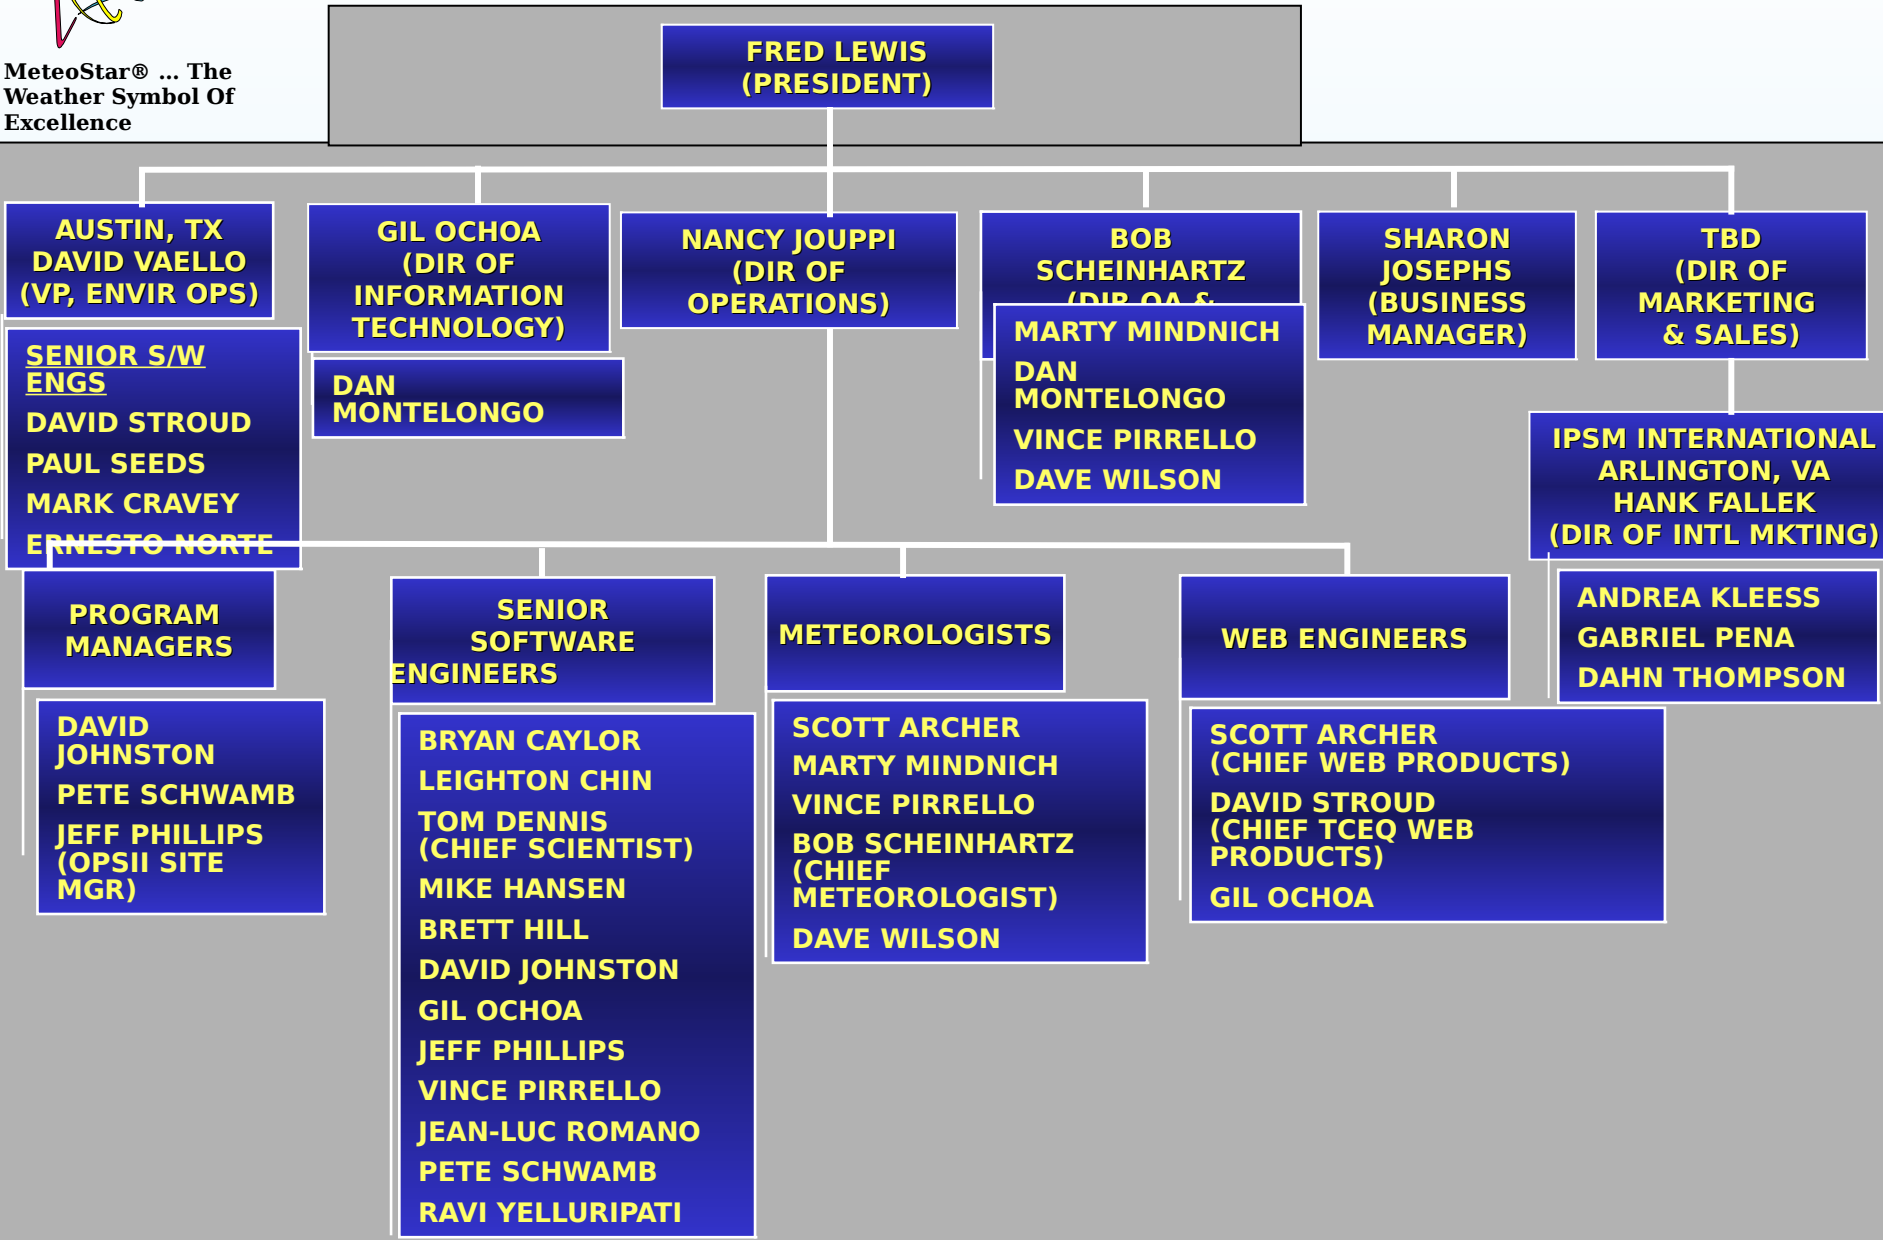 MeteoStar® ... The
Weather Symbol Of
Excellence
FRED LEWIS
(PRESIDENT)
AUSTIN, TX
DAVID VAELLO
(VP, ENVIR OPS)
SENIOR S/W
ENGS
DAVID STROUD
PAUL SEEDS
MARK CRAVEY
ERNESTO NORTE
GIL OCHOA
(DIR OF
INFORMATION
TECHNOLOGY)
DAN
MONTELONGO
NANCY JOUPPI
(DIR OF
OPERATIONS)
BOB
SCHEINHARTZ
(DIR QA &
MARTY MINDNICH
DAN
MONTELONGO
VINCE PIRRELLO
DAVE WILSON
SHARON
JOSEPHS
(BUSINESS
MANAGER)
TBD
(DIR OF
MARKETING
& SALES)
IPSM INTERNATIONAL
ARLINGTON, VA
HANK FALLEK
(DIR OF INTL MKTING)
ANDREA KLEESS
GABRIEL PENA
DAHN THOMPSON
PROGRAM
MANAGERS
DAVID
JOHNSTON
PETE SCHWAMB
JEFF PHILLIPS
(OPSII SITE
MGR)
SENIOR
SOFTWARE
ENGINEERS
BRYAN CAYLOR
LEIGHTON CHIN
TOM DENNIS
(CHIEF SCIENTIST)
MIKE HANSEN
BRETT HILL
DAVID JOHNSTON
GIL OCHOA
JEFF PHILLIPS
VINCE PIRRELLO
JEAN-LUC ROMANO
PETE SCHWAMB
RAVI YELLURIPATI
METEOROLOGISTS
SCOTT ARCHER
MARTY MINDNICH
VINCE PIRRELLO
BOB SCHEINHARTZ
(CHIEF
METEOROLOGIST)
DAVE WILSON
WEB ENGINEERS
SCOTT ARCHER
(CHIEF WEB PRODUCTS)
DAVID STROUD
(CHIEF TCEQ WEB
PRODUCTS)
GIL OCHOA